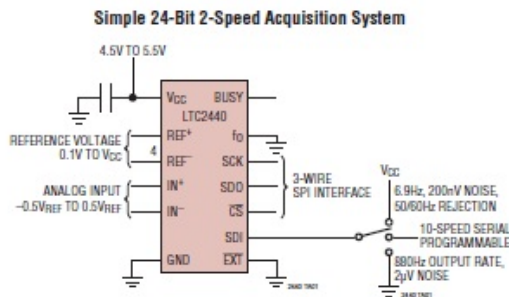 Simple 24-Bit 2-Speed Acquisition System
4.5V TO 5.5V
VCC
BUSY
LTC2440
REFERENCE VOLTAGE
0.1V TO VCC
REF+
4
REF–
fO
SCK
SDO
CS
3-WIRE
SPI INTERFACE
ANALOG INPUT
–0.5VREF TO 0.5VREF
IN+
IN–
SDI
GND
EXT
VCC
6.9Hz, 200nV NOISE,
50/60Hz REJECTION
10-SPEED SERIAL
PROGRAMMABLE
880Hz OUTPUT RATE,
2µV NOISE